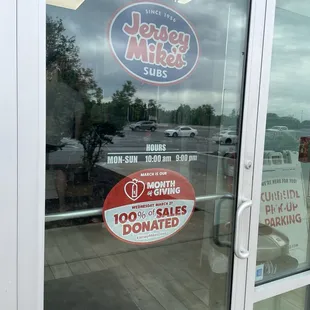 SINCE 1956
Jersey
Mike's
SUBS
HOURS
MON-SUN 10:00 AM 9:00 PM
MARCH IS
MONTH
of GIVING
WEDNESDAY MARCH 27
100% of SALES
DONATED
CURBSIDE
PICK-UP
PARKING